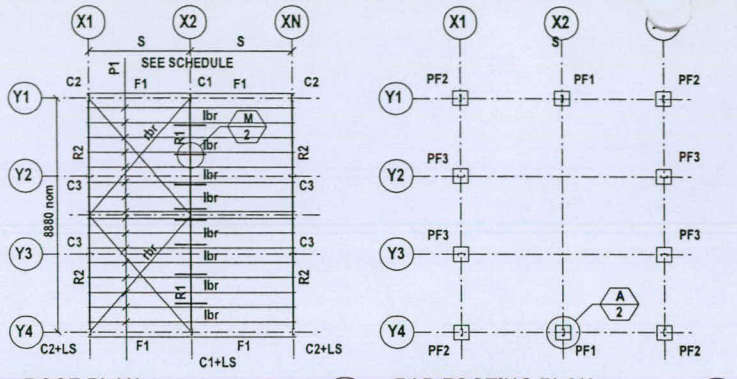 X1 X2 XN
S S
SEE SCHEDULE
P1
C2 F1 C1 F1 C2
Y1
lbr
M
2
rbr R1
lbr
R2 R2
Y2
lbr
C3 C3
lbr
8880 nom
lbr
rbr
C3 C3
Y3
lbr
R2 R2
lbr
R1
lbr
Y4
F1 F1
C2+LS C2+LS
C1+LS
X1 X2
S
PF2 PF1 PF2
Y1
PF3 PF3
Y2
PF3 PF3
Y3
A
2
Y4
PF2 PF1 PF2